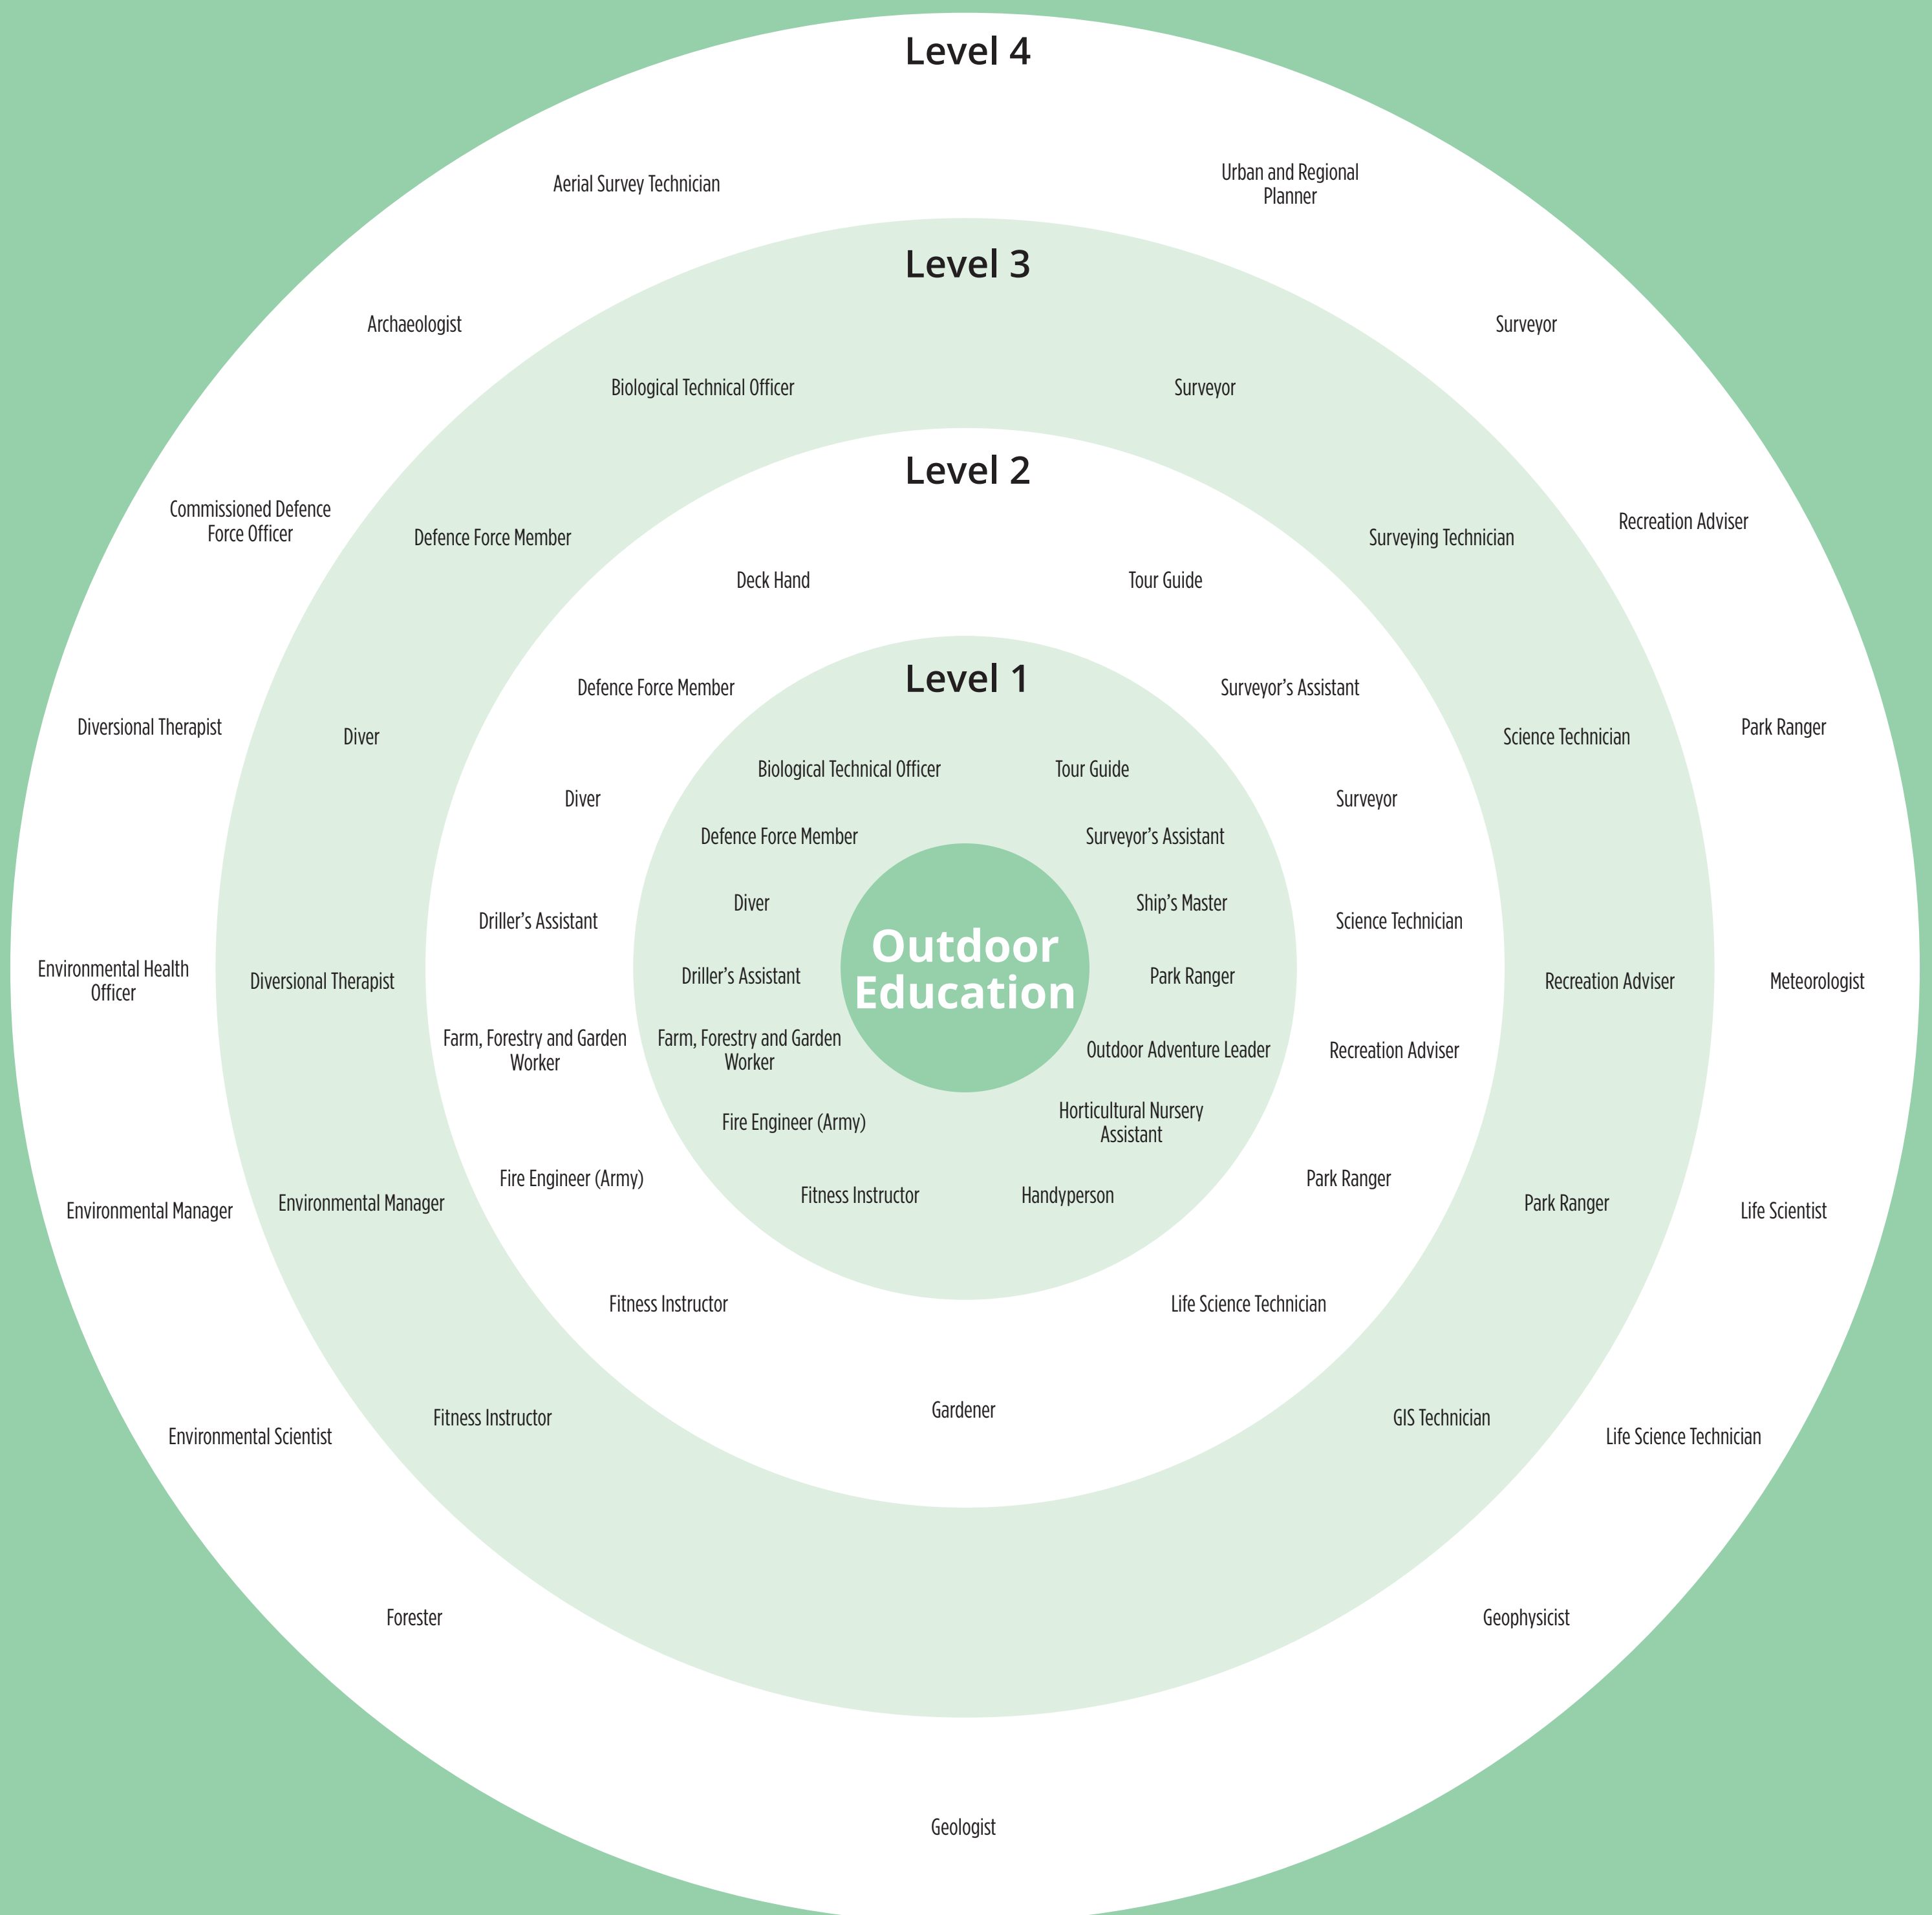 Level 4
Aerial Survey Technician
Urban and Regional
Planner
Archaeologist
Surveyor
Commissioned Defence
Force Officer
Recreation Adviser
Diversional Therapist
Park Ranger
Environmental Health
Officer
Meteorologist
Environmental Manager
Life Scientist
Environmental Scientist
Life Science Technician
Forester
Geophysicist
Geologist
Level 3
Biological Technical Officer
Surveyor
Defence Force Member
Surveying Technician
Diver
Science Technician
Diversional Therapist
Recreation Adviser
Environmental Manager
Park Ranger
Fitness Instructor
GIS Technician
Level 2
Deck Hand
Tour Guide
Defence Force Member
Surveyor’s Assistant
Diver
Surveyor
Driller’s Assistant
Science Technician
Farm, Forestry and Garden
Worker
Recreation Adviser
Fire Engineer (Army)
Park Ranger
Fitness Instructor
Life Science Technician
Gardener
Level 1
Biological Technical Officer
Tour Guide
Defence Force Member
Surveyor’s Assistant
Diver
Ship’s Master
Driller’s Assistant
Park Ranger
Farm, Forestry and Garden
Worker
Outdoor Adventure Leader
Fire Engineer (Army)
Horticultural Nursery
Assistant
Fitness Instructor
Handyperson
Outdoor
Education